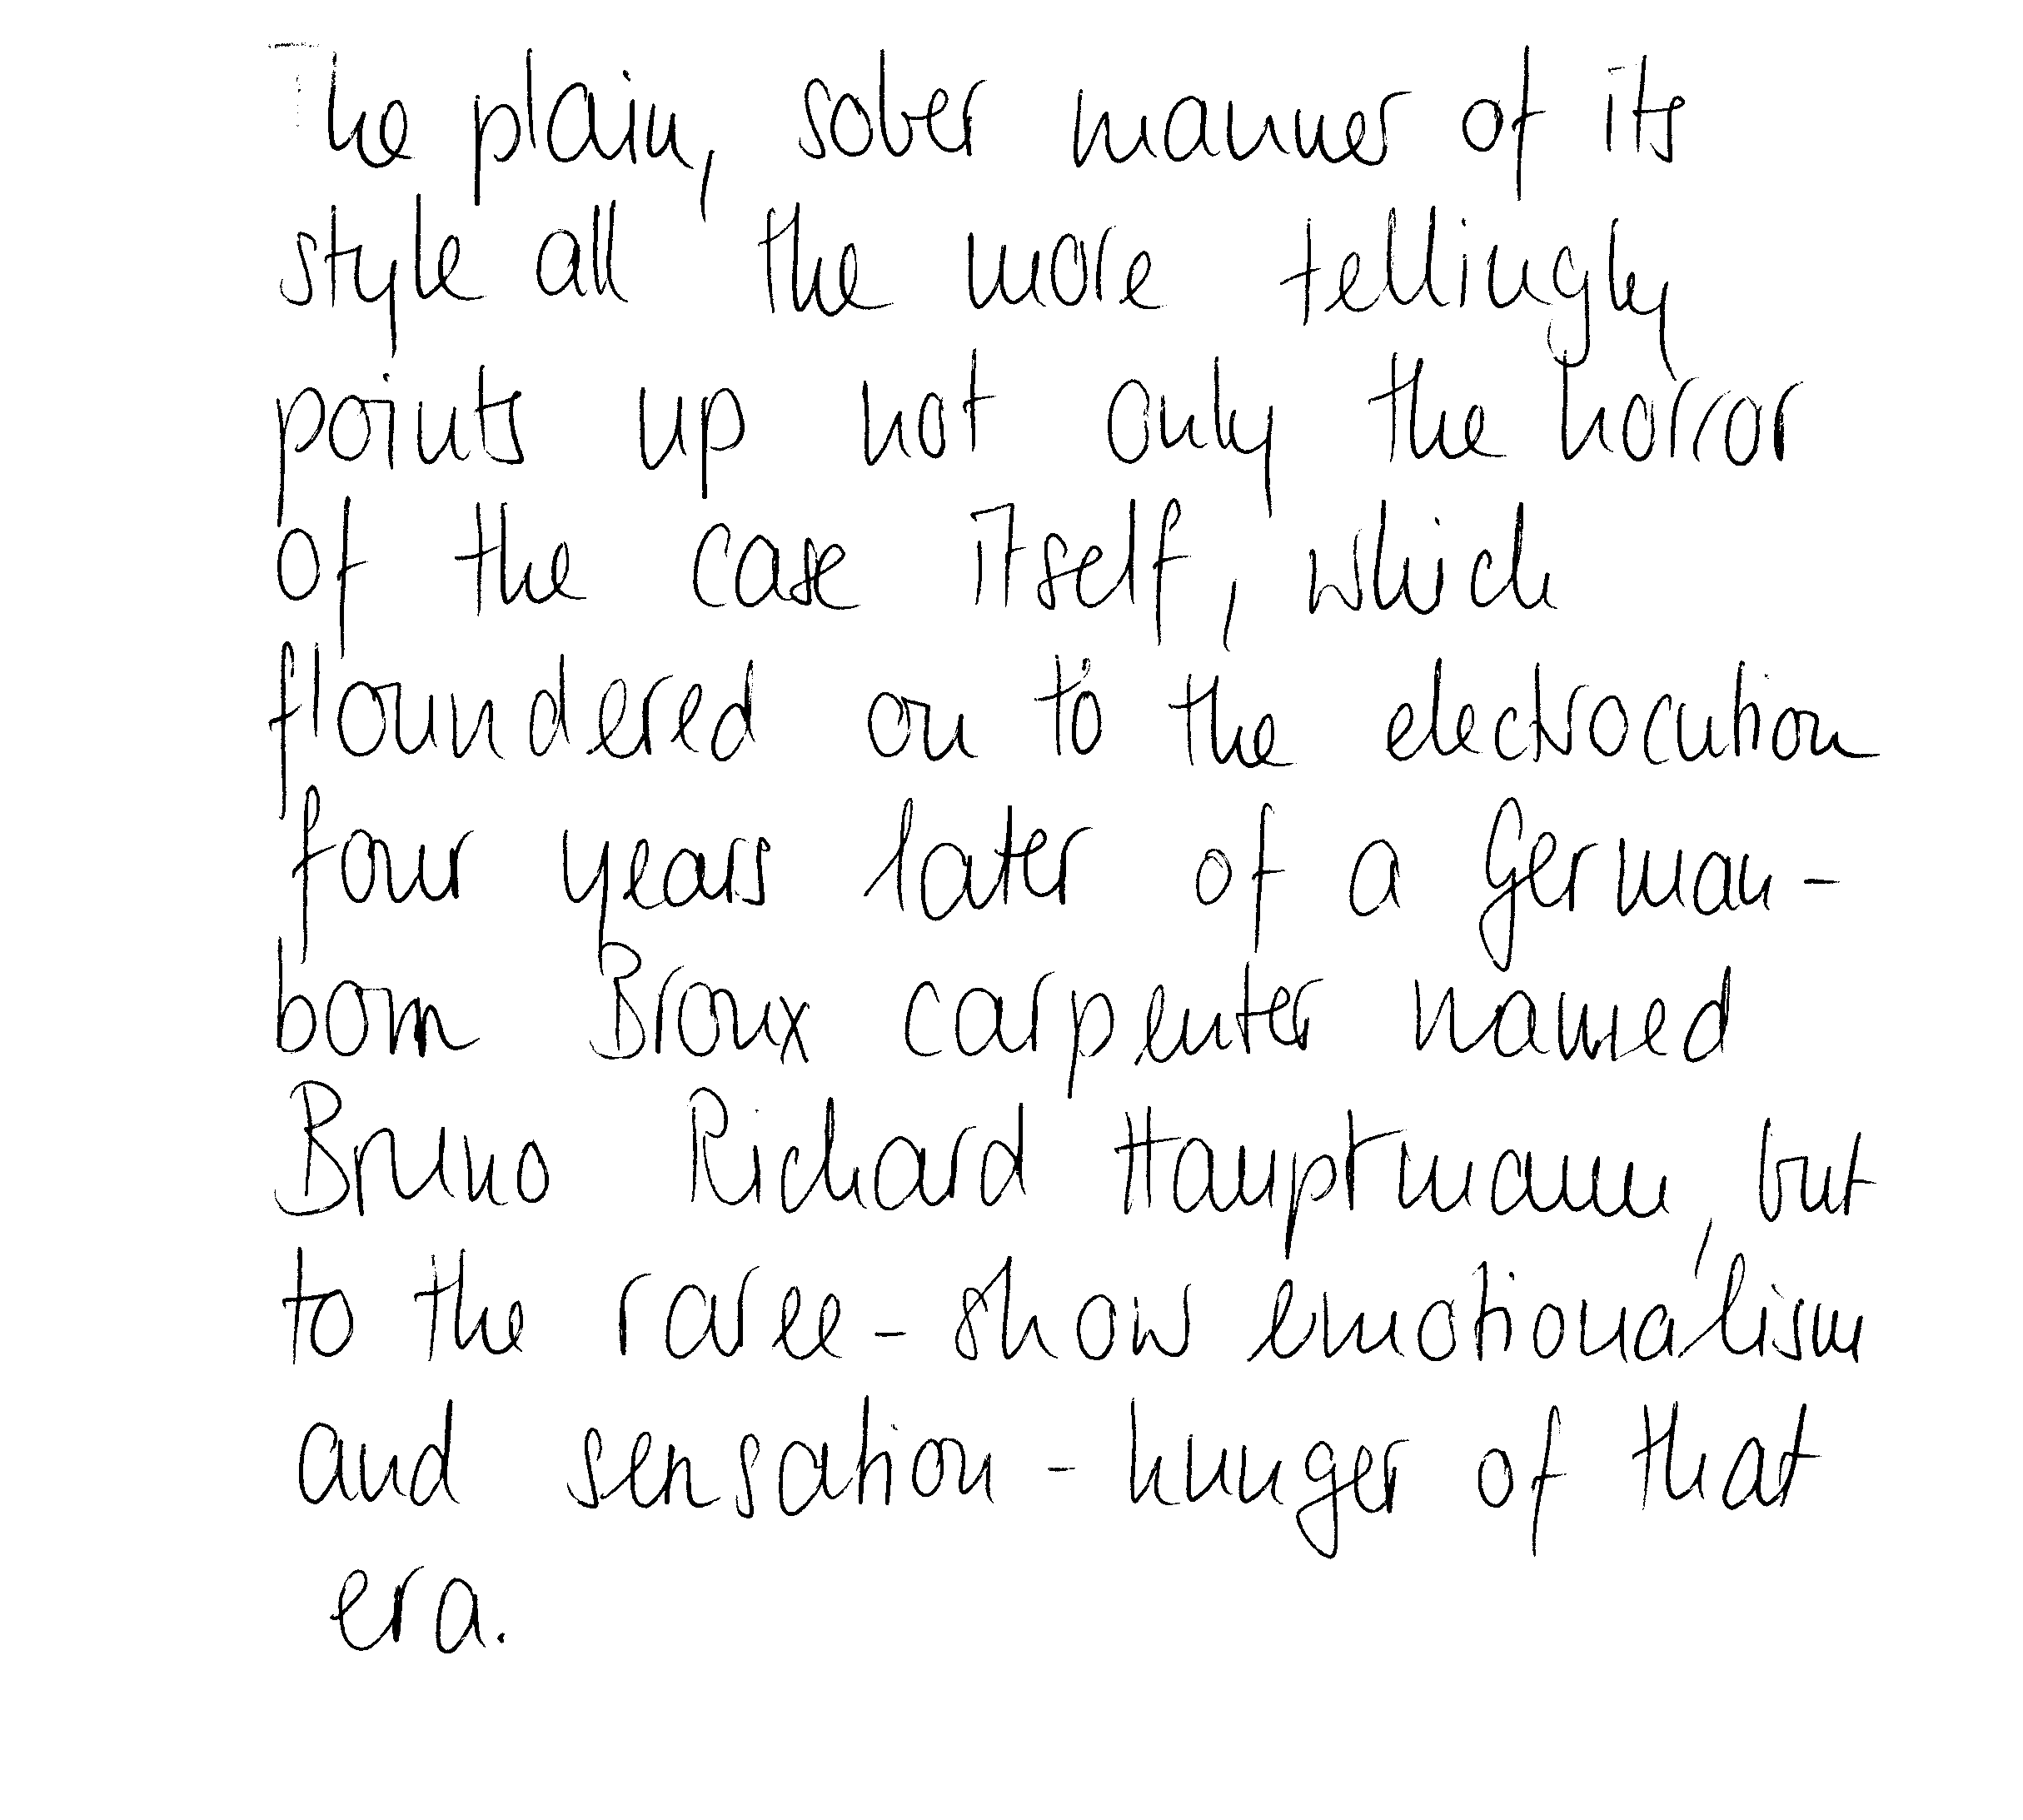 The plain, sober manner of its
style all the more tellingly
points up not only the horror
of the case itself, which
floundered on to the electrocution
four years later of a German-
born Bronx carpenter named
Bruno Richard Hauptmann, but
to the raree-show emotionalism
and sensation-hunger of that
era.